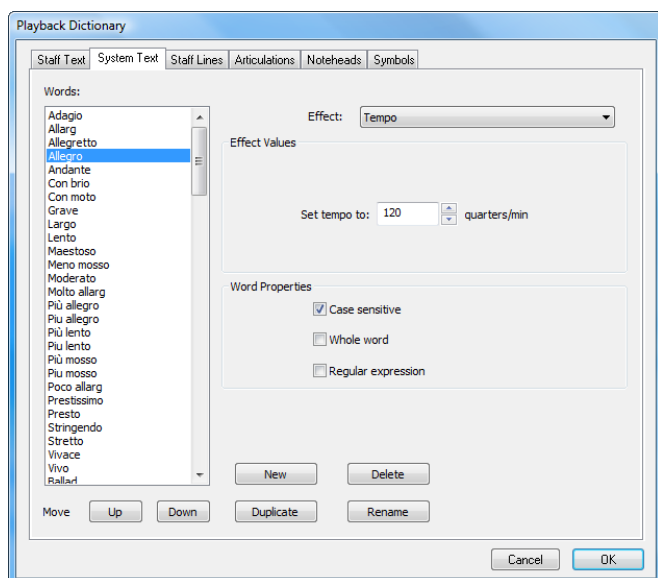 Playback Dictionary
Staff Text System Text Staff Lines Articulations Noteheads Symbols
Words:
Adagio
Allarg
Allegretto
Allegro
Andante
Con brio
Con moto
Grave
Largo
Lento
Maestoso
Meno mosso
Moderato
Molto allarg
Più allegro
Piu allegro
Più lento
Piu lento
Più mosso
Piu mosso
Poco allarg
Prestissimo
Presto
Stringendo
Stretto
Vivace
Vivo
Ballad
Effect: Tempo
Effect Values
Set tempo to: 120 quarters/min
Word Properties
Case sensitive
Whole word
Regular expression
New Delete
Move Up Down Duplicate Rename
Cancel OK